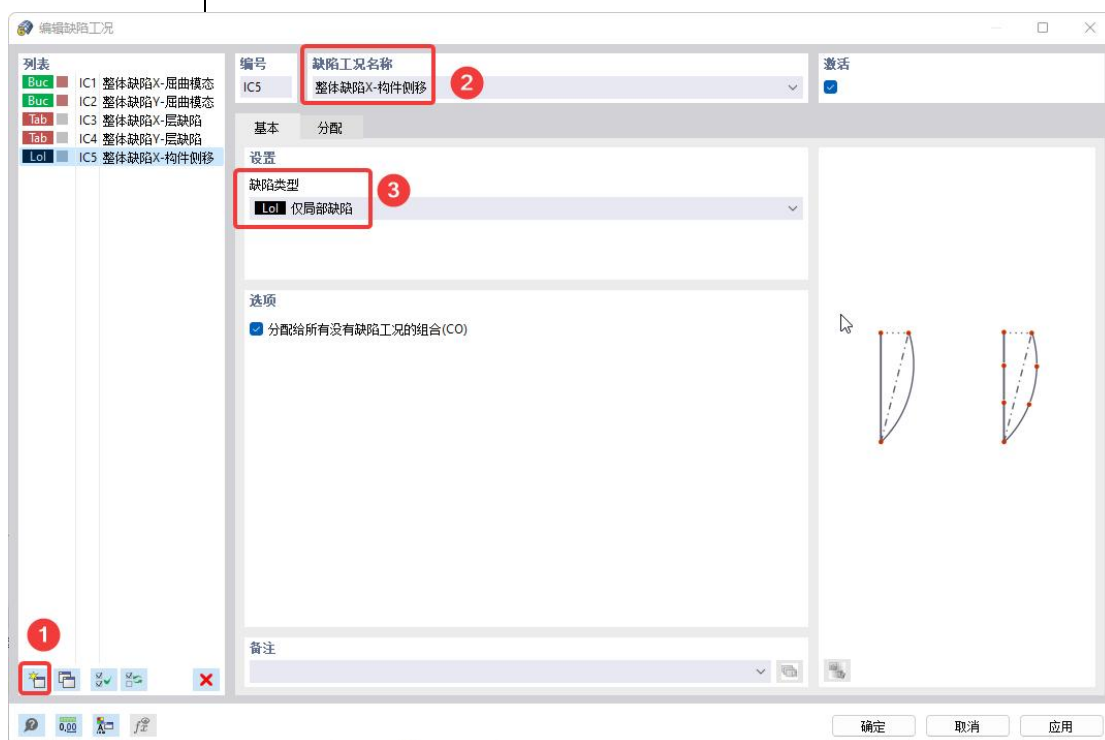 编辑缺陷工况
列表
Buc IC1 整体缺陷X-屈曲模态
Buc IC2 整体缺陷Y-屈曲模态
Tab IC3 整体缺陷X-层缺陷
Tab IC4 整体缺陷Y-层缺陷
Lol IC5 整体缺陷X-构件侧移
1
编号
IC5
缺陷工况名称
整体缺陷X-构件侧移
2
激活
基本 分配
设置
缺陷类型
3
Lol 仅局部缺陷
选项
分配给所有没有缺陷工况的组合(CO)
备注
0.00
确定 取消 应用